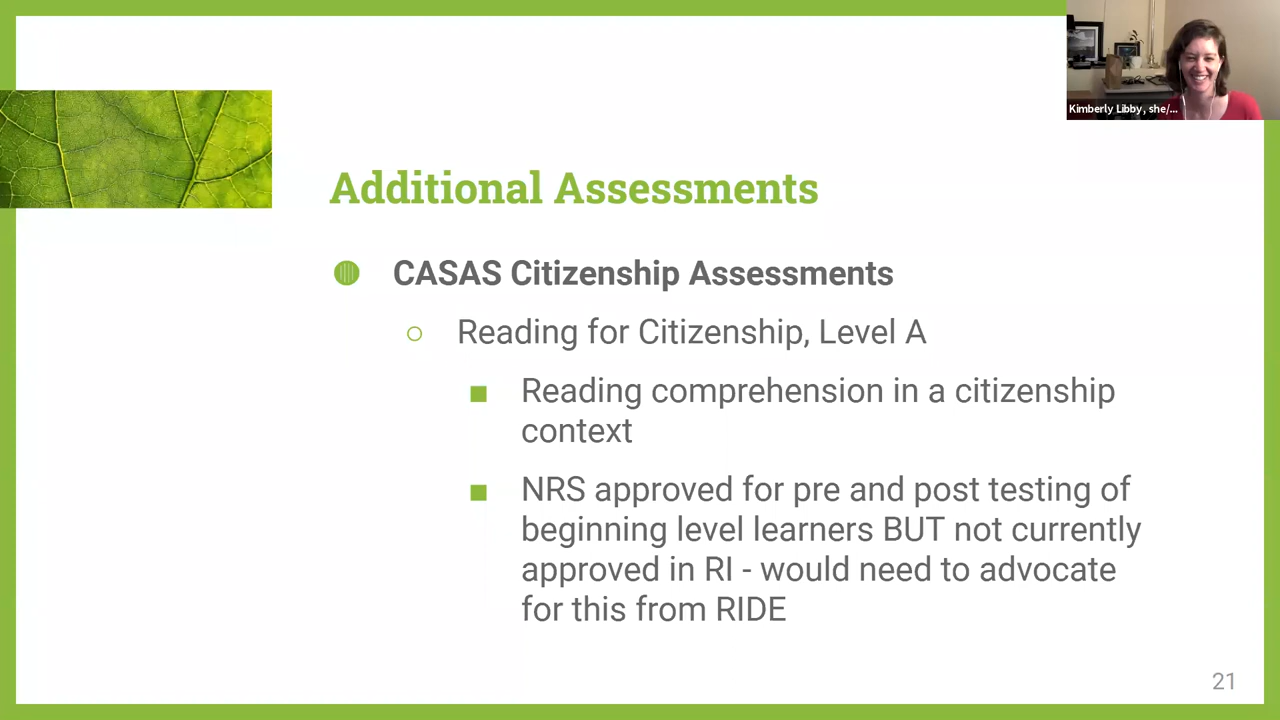 Kimberly Libby, she/...
Additional Assessments
CASAS Citizenship Assessments
Reading for Citizenship, Level A
Reading comprehension in a citizenship
context
NRS approved for pre and post testing of
beginning level learners BUT not currently
approved in RI - would need to advocate
for this from RIDE
21